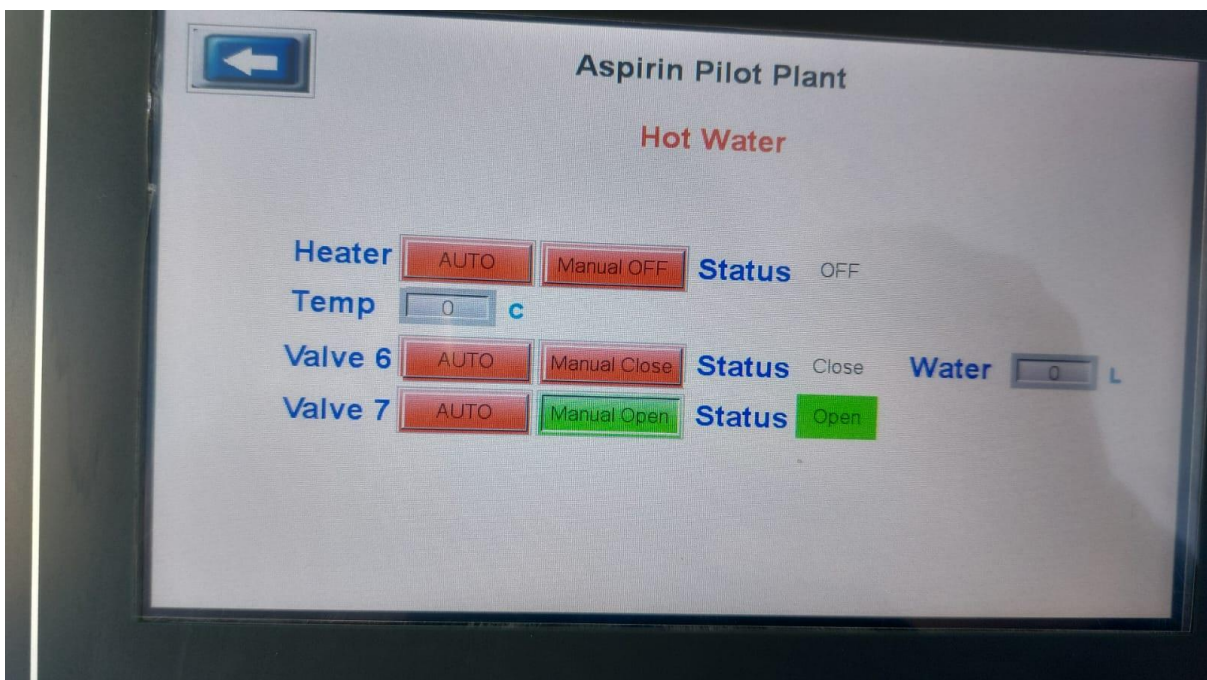 Aspirin Pilot Plant
Hot Water
Heater AUTO Manual OFF Status OFF
Temp 0 C
Valve 6 AUTO Manual Close Status Close Water 0 L
Valve 7 AUTO Manual Open Status Open